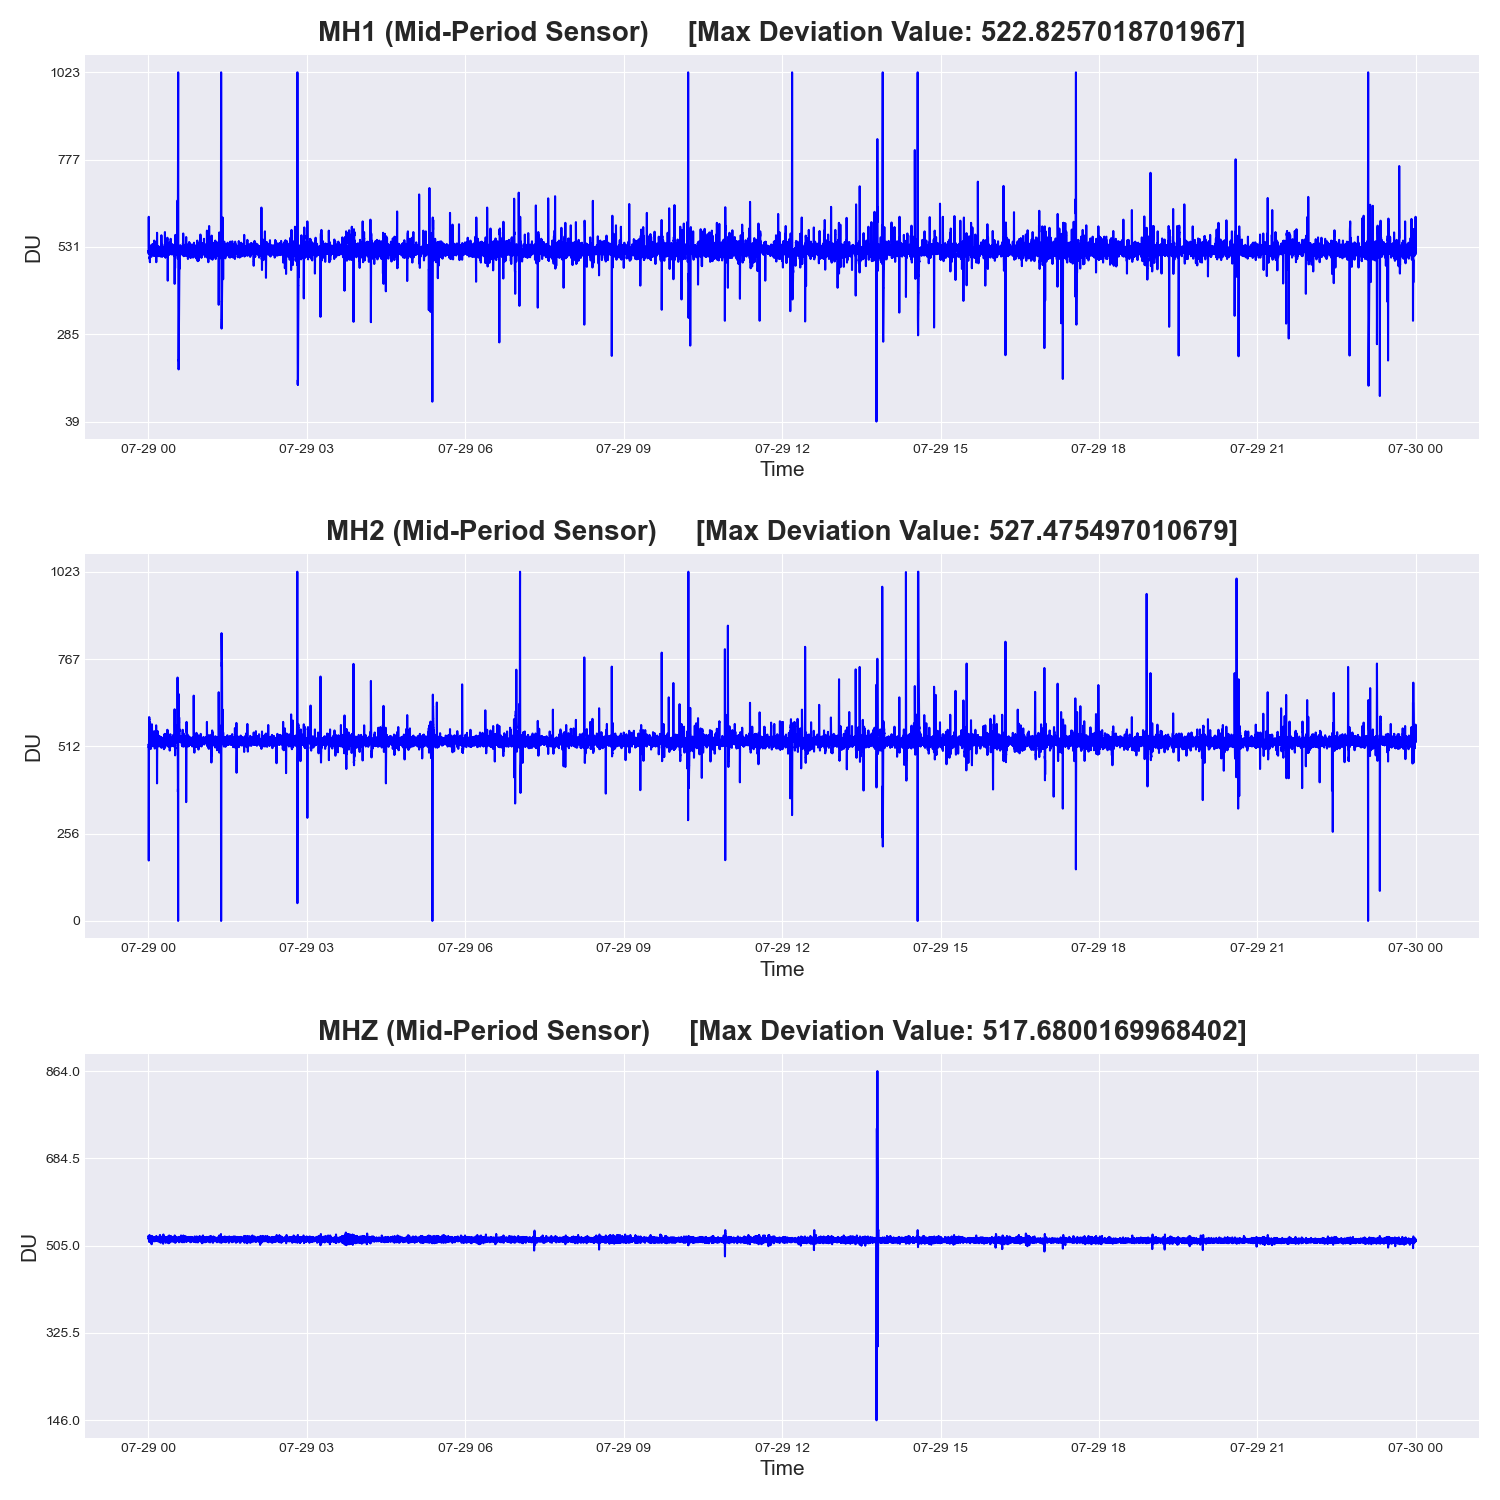 MH1 (Mid-Period Sensor) [Max Deviation Value: 522.8257018701967]
1023
777
531
285
39
DU
07-29 00 07-29 03 07-29 06 07-29 09 07-29 12 07-29 15 07-29 18 07-29 21 07-30 00
Time
MH2 (Mid-Period Sensor) [Max Deviation Value: 527.475497010679]
1023
767
512
256
0
DU
07-29 00 07-29 03 07-29 06 07-29 09 07-29 12 07-29 15 07-29 18 07-29 21 07-30 00
Time
MHZ (Mid-Period Sensor) [Max Deviation Value: 517.6800169968402]
864.0
684.5
505.0
325.5
146.0
DU
07-29 00 07-29 03 07-29 06 07-29 09 07-29 12 07-29 15 07-29 18 07-29 21 07-30 00
Time